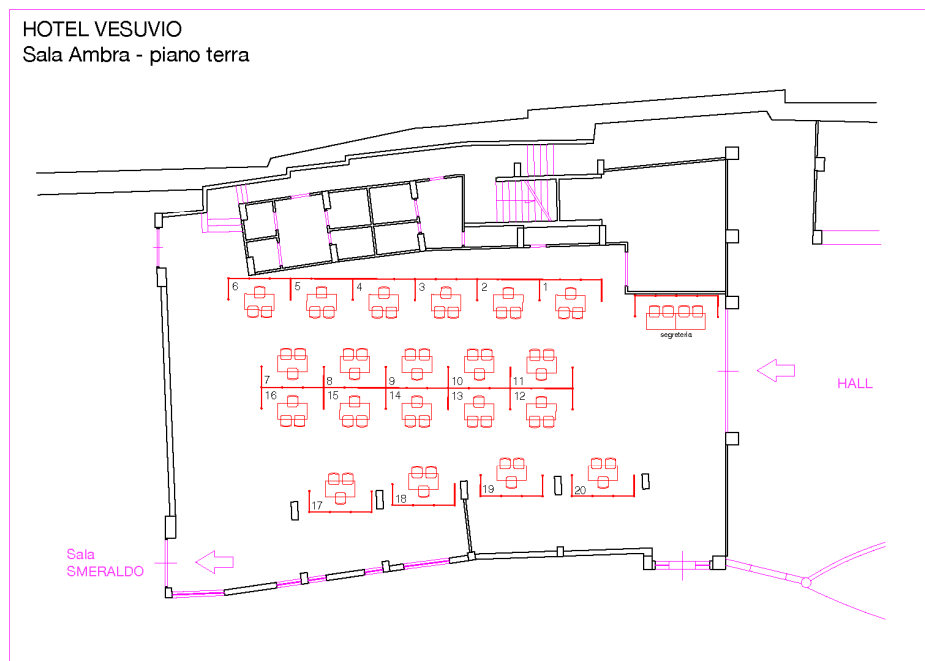 HOTEL VESUVIO
Sala Ambra - piano terra
6 5 4 3 2 1
segreteria
7 8 9 10 11
HALL
16 15 14 13 12
17 18 19 20
Sala
SMERALDO